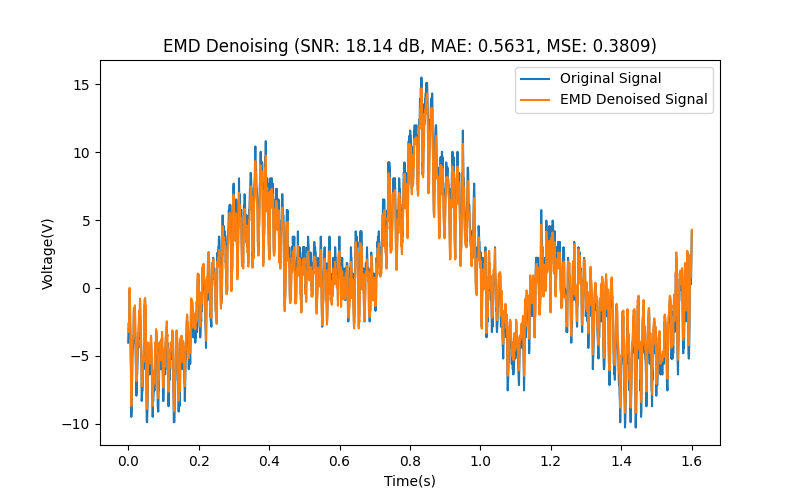 EMD Denoising (SNR: 18.14 dB, MAE: 0.5631, MSE: 0.3809)
Original Signal
EMD Denoised Signal
15
10
5
0
−5
−10
Voltage(V)
0.0 0.2 0.4 0.6 0.8 1.0 1.2 1.4 1.6
Time(s)